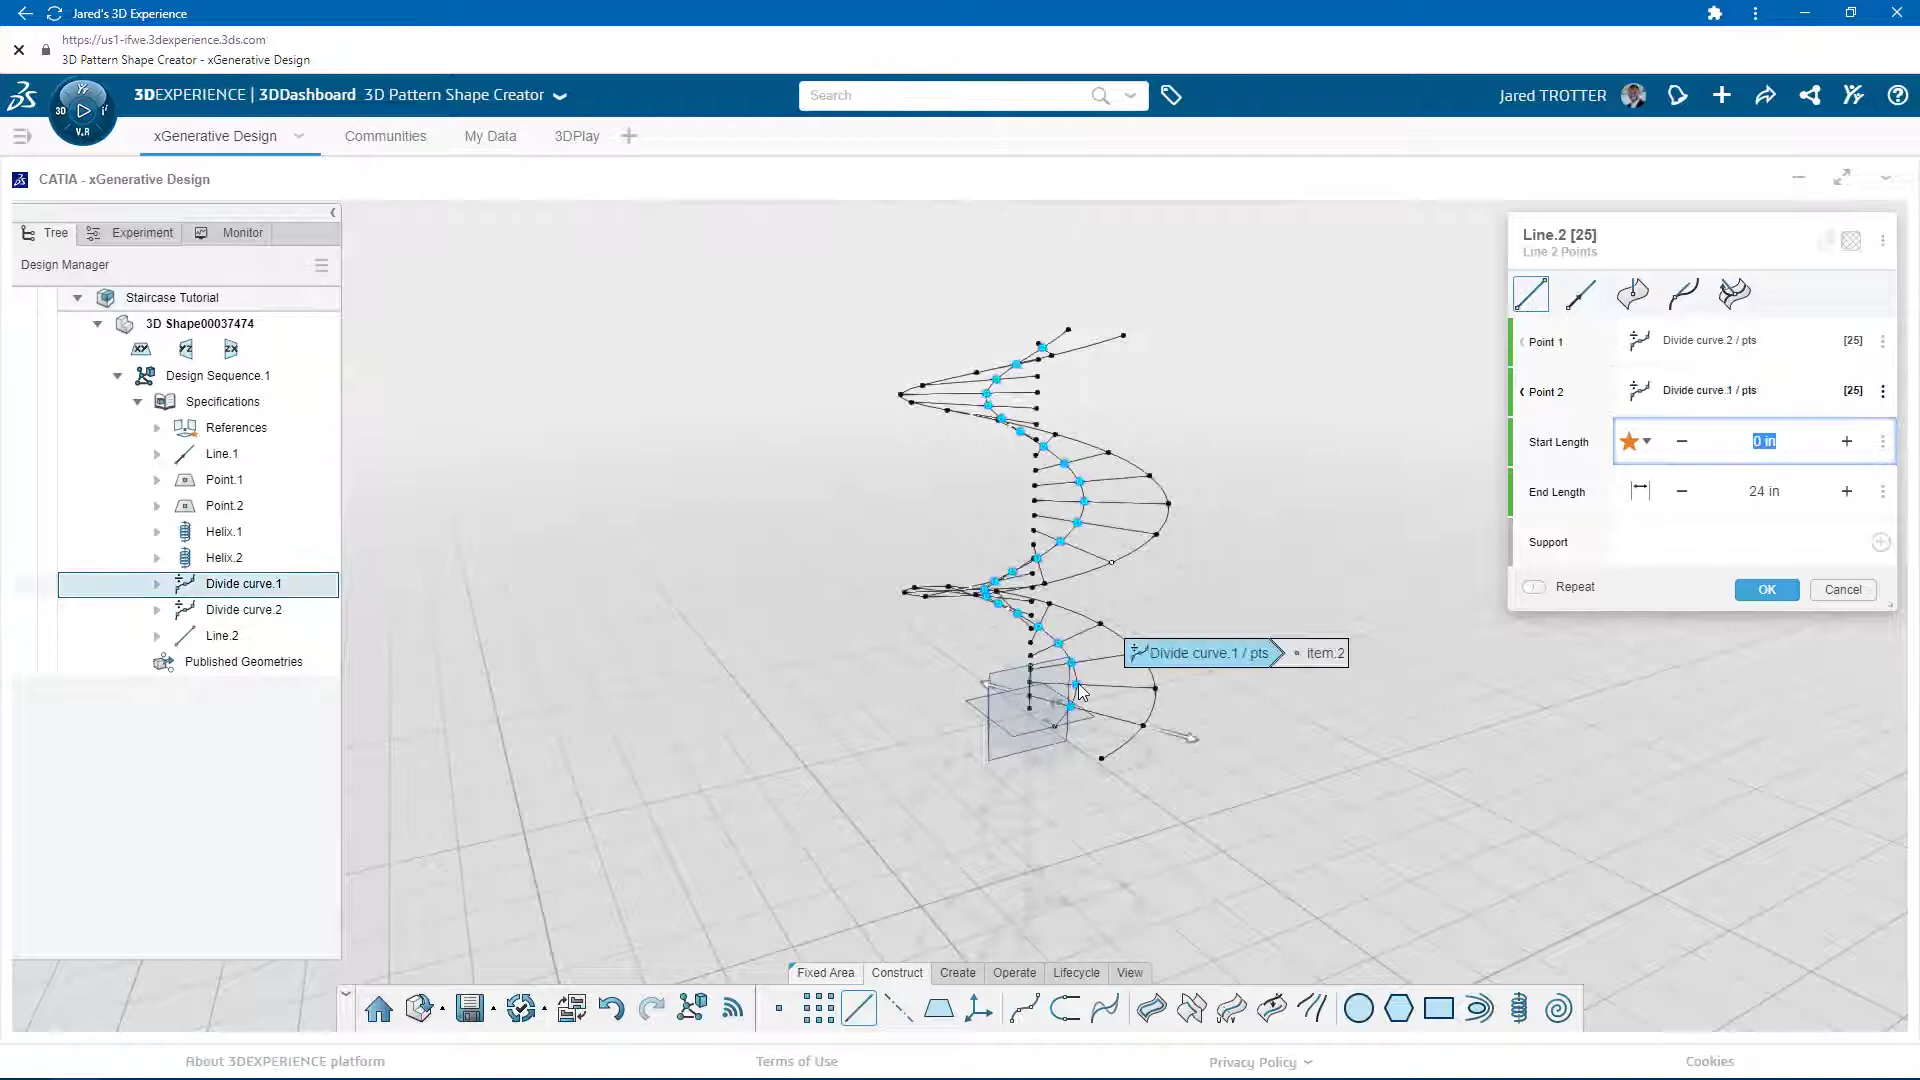 Jared's 3D Experience
https://us1-ifwe.3dexperience.3ds.com
3D Pattern Shape Creator - xGenerative Design
3D
V.R
3DEXPERIENCE | 3DDashboard 3D Pattern Shape Creator
Search
Jared TROTTER
xGenerative Design
Communities
My Data
3DPlay
CATIA - xGenerative Design
Tree
Experiment
Monitor
Design Manager
Staircase Tutorial
3D Shape00037474
XY
YZ
ZX
Design Sequence.1
Specifications
References
Line.1
Point.1
Point.2
Helix.1
Helix.2
Divide curve.1
Divide curve.2
Line.2
Published Geometries
Line.2 [25]
Line 2 Points
Point 1
Divide curve.2 / pts
[25]
Point 2
Divide curve.1 / pts
[25]
Start Length
0 in
End Length
24 in
Support
Repeat
OK
Cancel
Divide curve.1 / pts
item.2
Fixed Area
Construct
Create
Operate
Lifecycle
View
About 3DEXPERIENCE platform
Terms of Use
Privacy Policy
Cookies